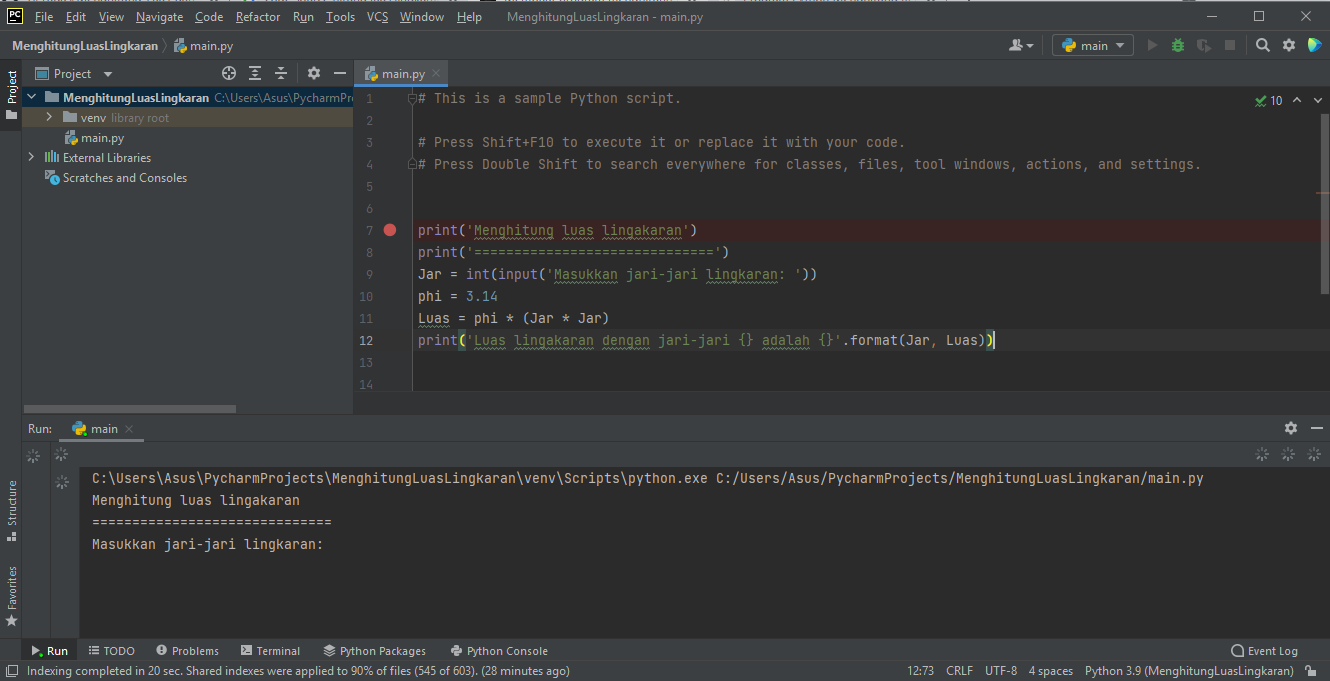 PC File Edit View Navigate Code Refactor Run Tools VCS Window Help MenghitungLuasLingkaran - main.py
MenghitungLuasLingkaran main.py main
Project
Project
main.py
MenghitungLuasLingkaran C:\Users\Asus\PycharmPr
venv library root
main.py
External Libraries
Scratches and Consoles
10
1 # This is a sample Python script.
2
3 # Press Shift+F10 to execute it or replace it with your code.
4 # Press Double Shift to search everywhere for classes, files, tool windows, actions, and settings.
5
6
7 print('Menghitung luas lingakaran')
8 print('==============================')
9 Jar = int(input('Masukkan jari-jari lingkaran: '))
10 phi = 3.14
11 Luas = phi * (Jar * Jar)
12 print('Luas lingakaran dengan jari-jari {} adalah {}'.format(Jar, Luas))
13
14
Run: main
C:\Users\Asus\PycharmProjects\MenghitungLuasLingkaran\venv\Scripts\python.exe C:/Users/Asus/PycharmProjects/MenghitungLuasLingkaran/main.py
Menghitung luas lingakaran
==============================
Masukkan jari-jari lingkaran:
Structure
Favorites
Run TODO Problems Terminal Python Packages Python Console Event Log
Indexing completed in 20 sec. Shared indexes were applied to 90% of files (545 of 603). (28 minutes ago) 12:73 CRLF UTF-8 4 spaces Python 3.9 (MenghitungLuasLingkaran)